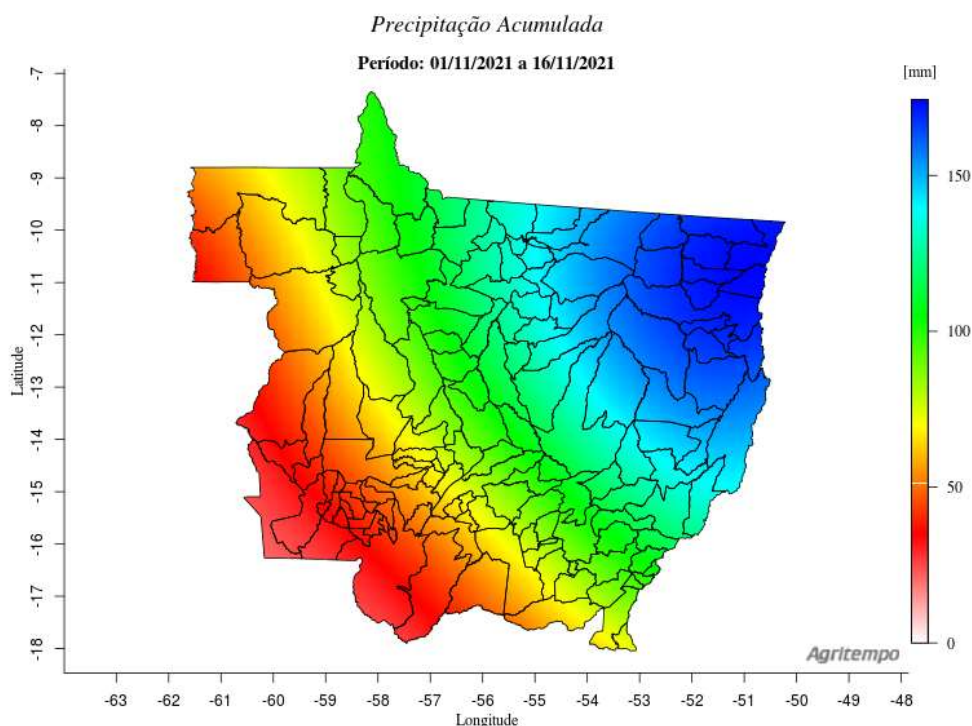 Precipitação Acumulada
Período: 01/11/2021 a 16/11/2021
[mm]
150
100
50
0
Latitude
-7
-8
-9
-10
-11
-12
-13
-14
-15
-16
-17
-18
Agritempo
-63 -62 -61 -60 -59 -58 -57 -56 -55 -54 -53 -52 -51 -50 -49 -48
Longitude